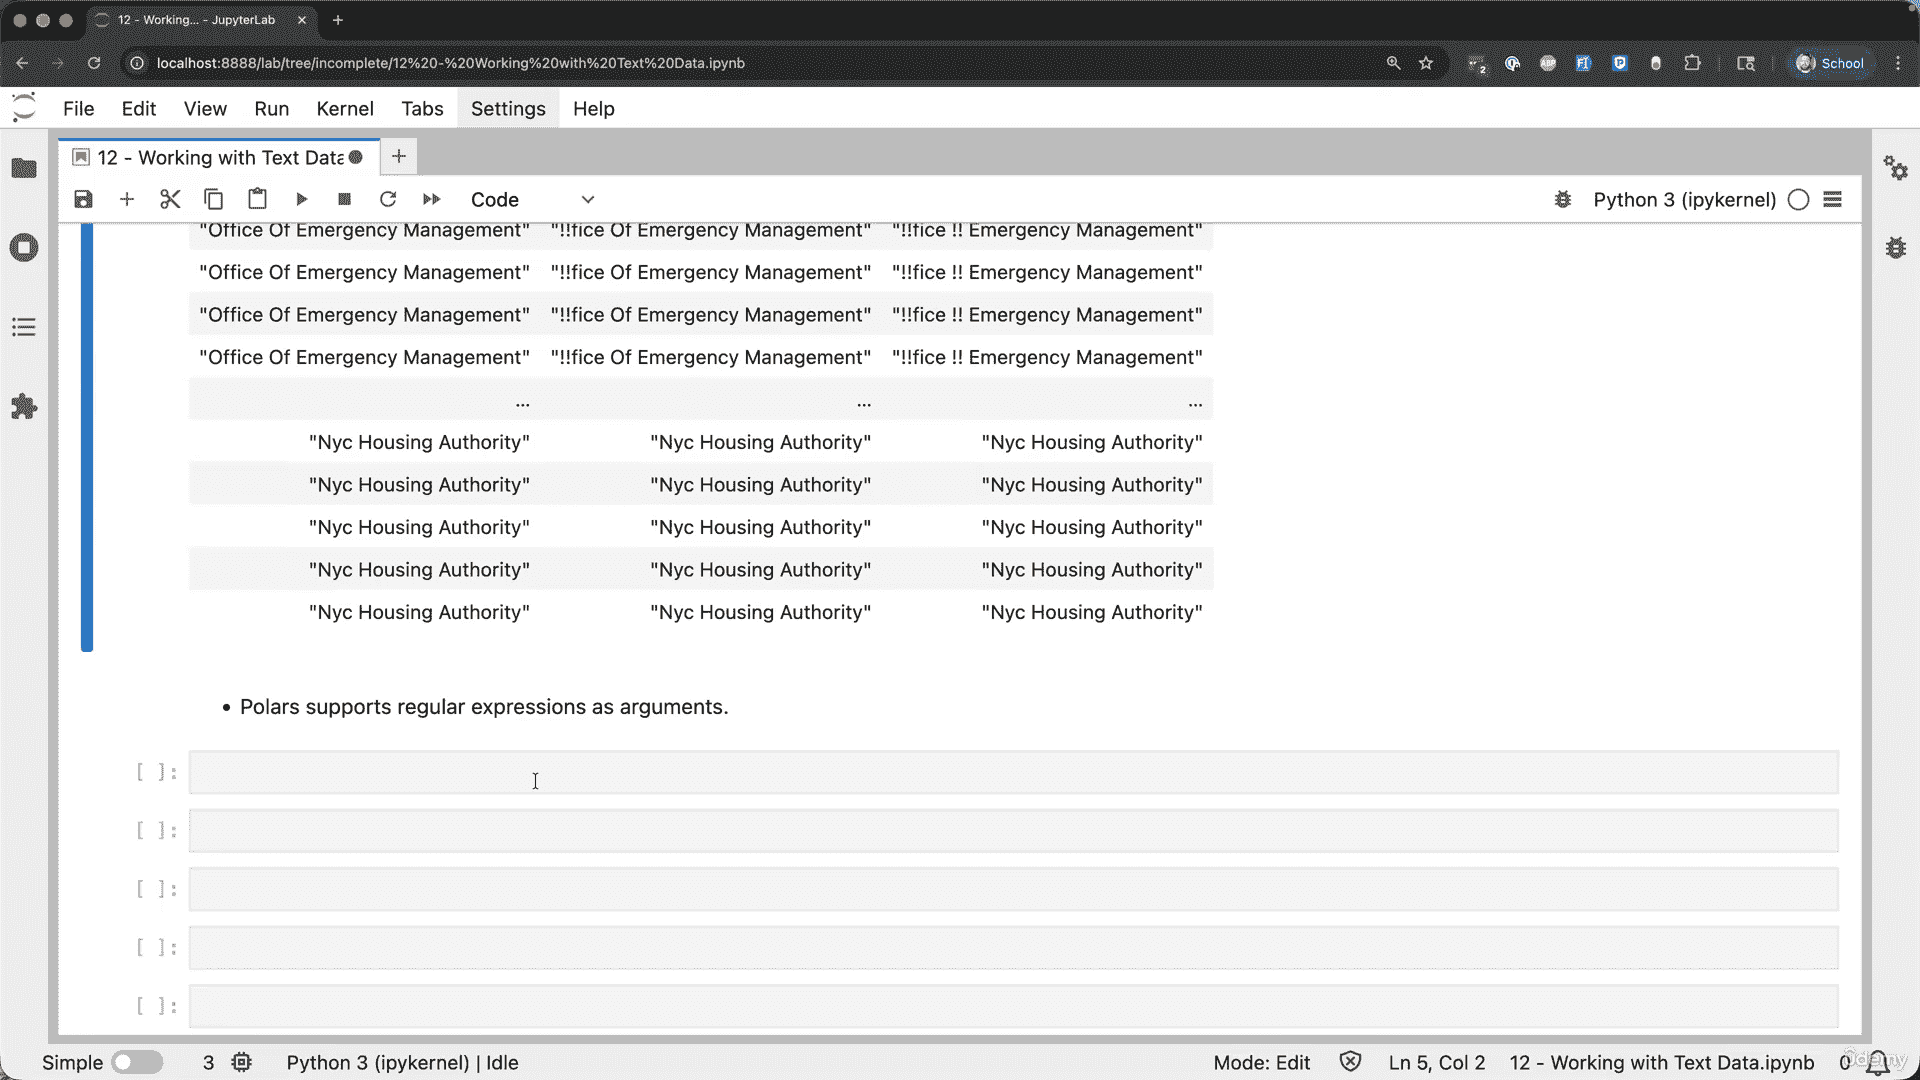 12 - Working... - JupyterLab
localhost:8888/lab/tree/incomplete/12%20-%20Working%20with%20Text%20Data.ipynb
2
ABP
School
File Edit View Run Kernel Tabs Settings Help
12 - Working with Text Data
Code
Python 3 (ipykernel)
"Office Of Emergency Management" "!!fice Of Emergency Management" "!!fice !! Emergency Management"
"Office Of Emergency Management" "!!fice Of Emergency Management" "!!fice !! Emergency Management"
"Office Of Emergency Management" "!!fice Of Emergency Management" "!!fice !! Emergency Management"
"Office Of Emergency Management" "!!fice Of Emergency Management" "!!fice !! Emergency Management"
... ... ...
"Nyc Housing Authority" "Nyc Housing Authority" "Nyc Housing Authority"
"Nyc Housing Authority" "Nyc Housing Authority" "Nyc Housing Authority"
"Nyc Housing Authority" "Nyc Housing Authority" "Nyc Housing Authority"
"Nyc Housing Authority" "Nyc Housing Authority" "Nyc Housing Authority"
"Nyc Housing Authority" "Nyc Housing Authority" "Nyc Housing Authority"
• Polars supports regular expressions as arguments.
[ ]:
[ ]:
[ ]:
[ ]:
[ ]:
Simple 3 Python 3 (ipykernel) | Idle Mode: Edit Ln 5, Col 2 12 - Working with Text Data.ipynb 0
udemy